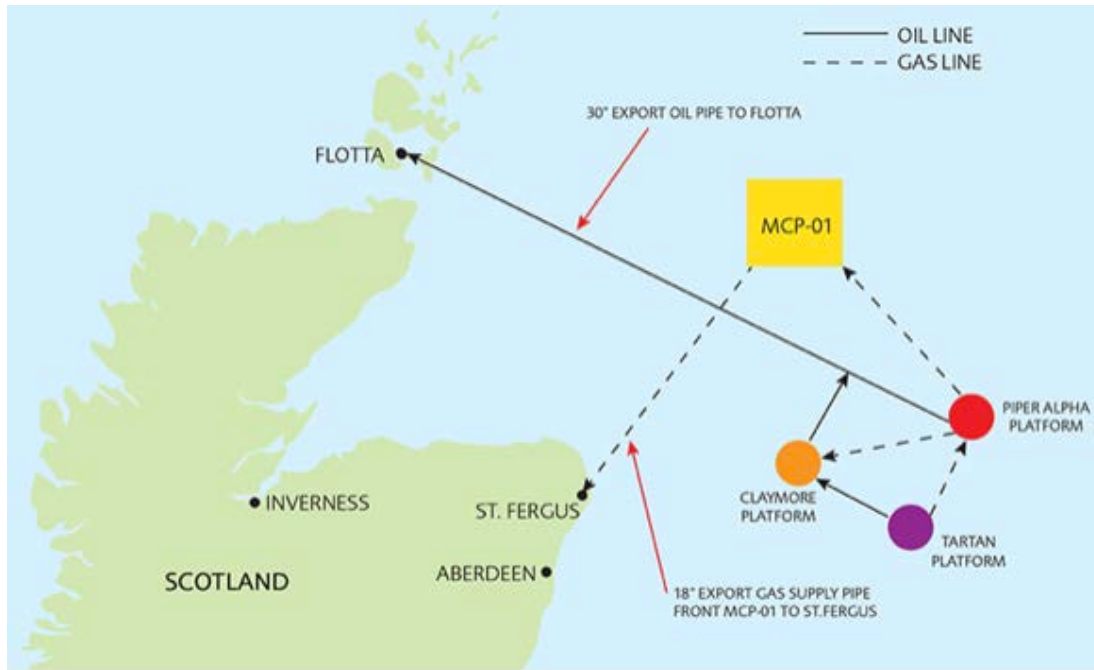 OIL LINE
GAS LINE
30" EXPORT OIL PIPE TO FLOTTA
FLOTTA
MCP-01
PIPER ALPHA
PLATFORM
CLAYMORE
PLATFORM
TARTAN
PLATFORM
INVERNESS
ST. FERGUS
ABERDEEN
SCOTLAND
18" EXPORT GAS SUPPLY PIPE
FRONT MCP-01 TO ST.FERGUS